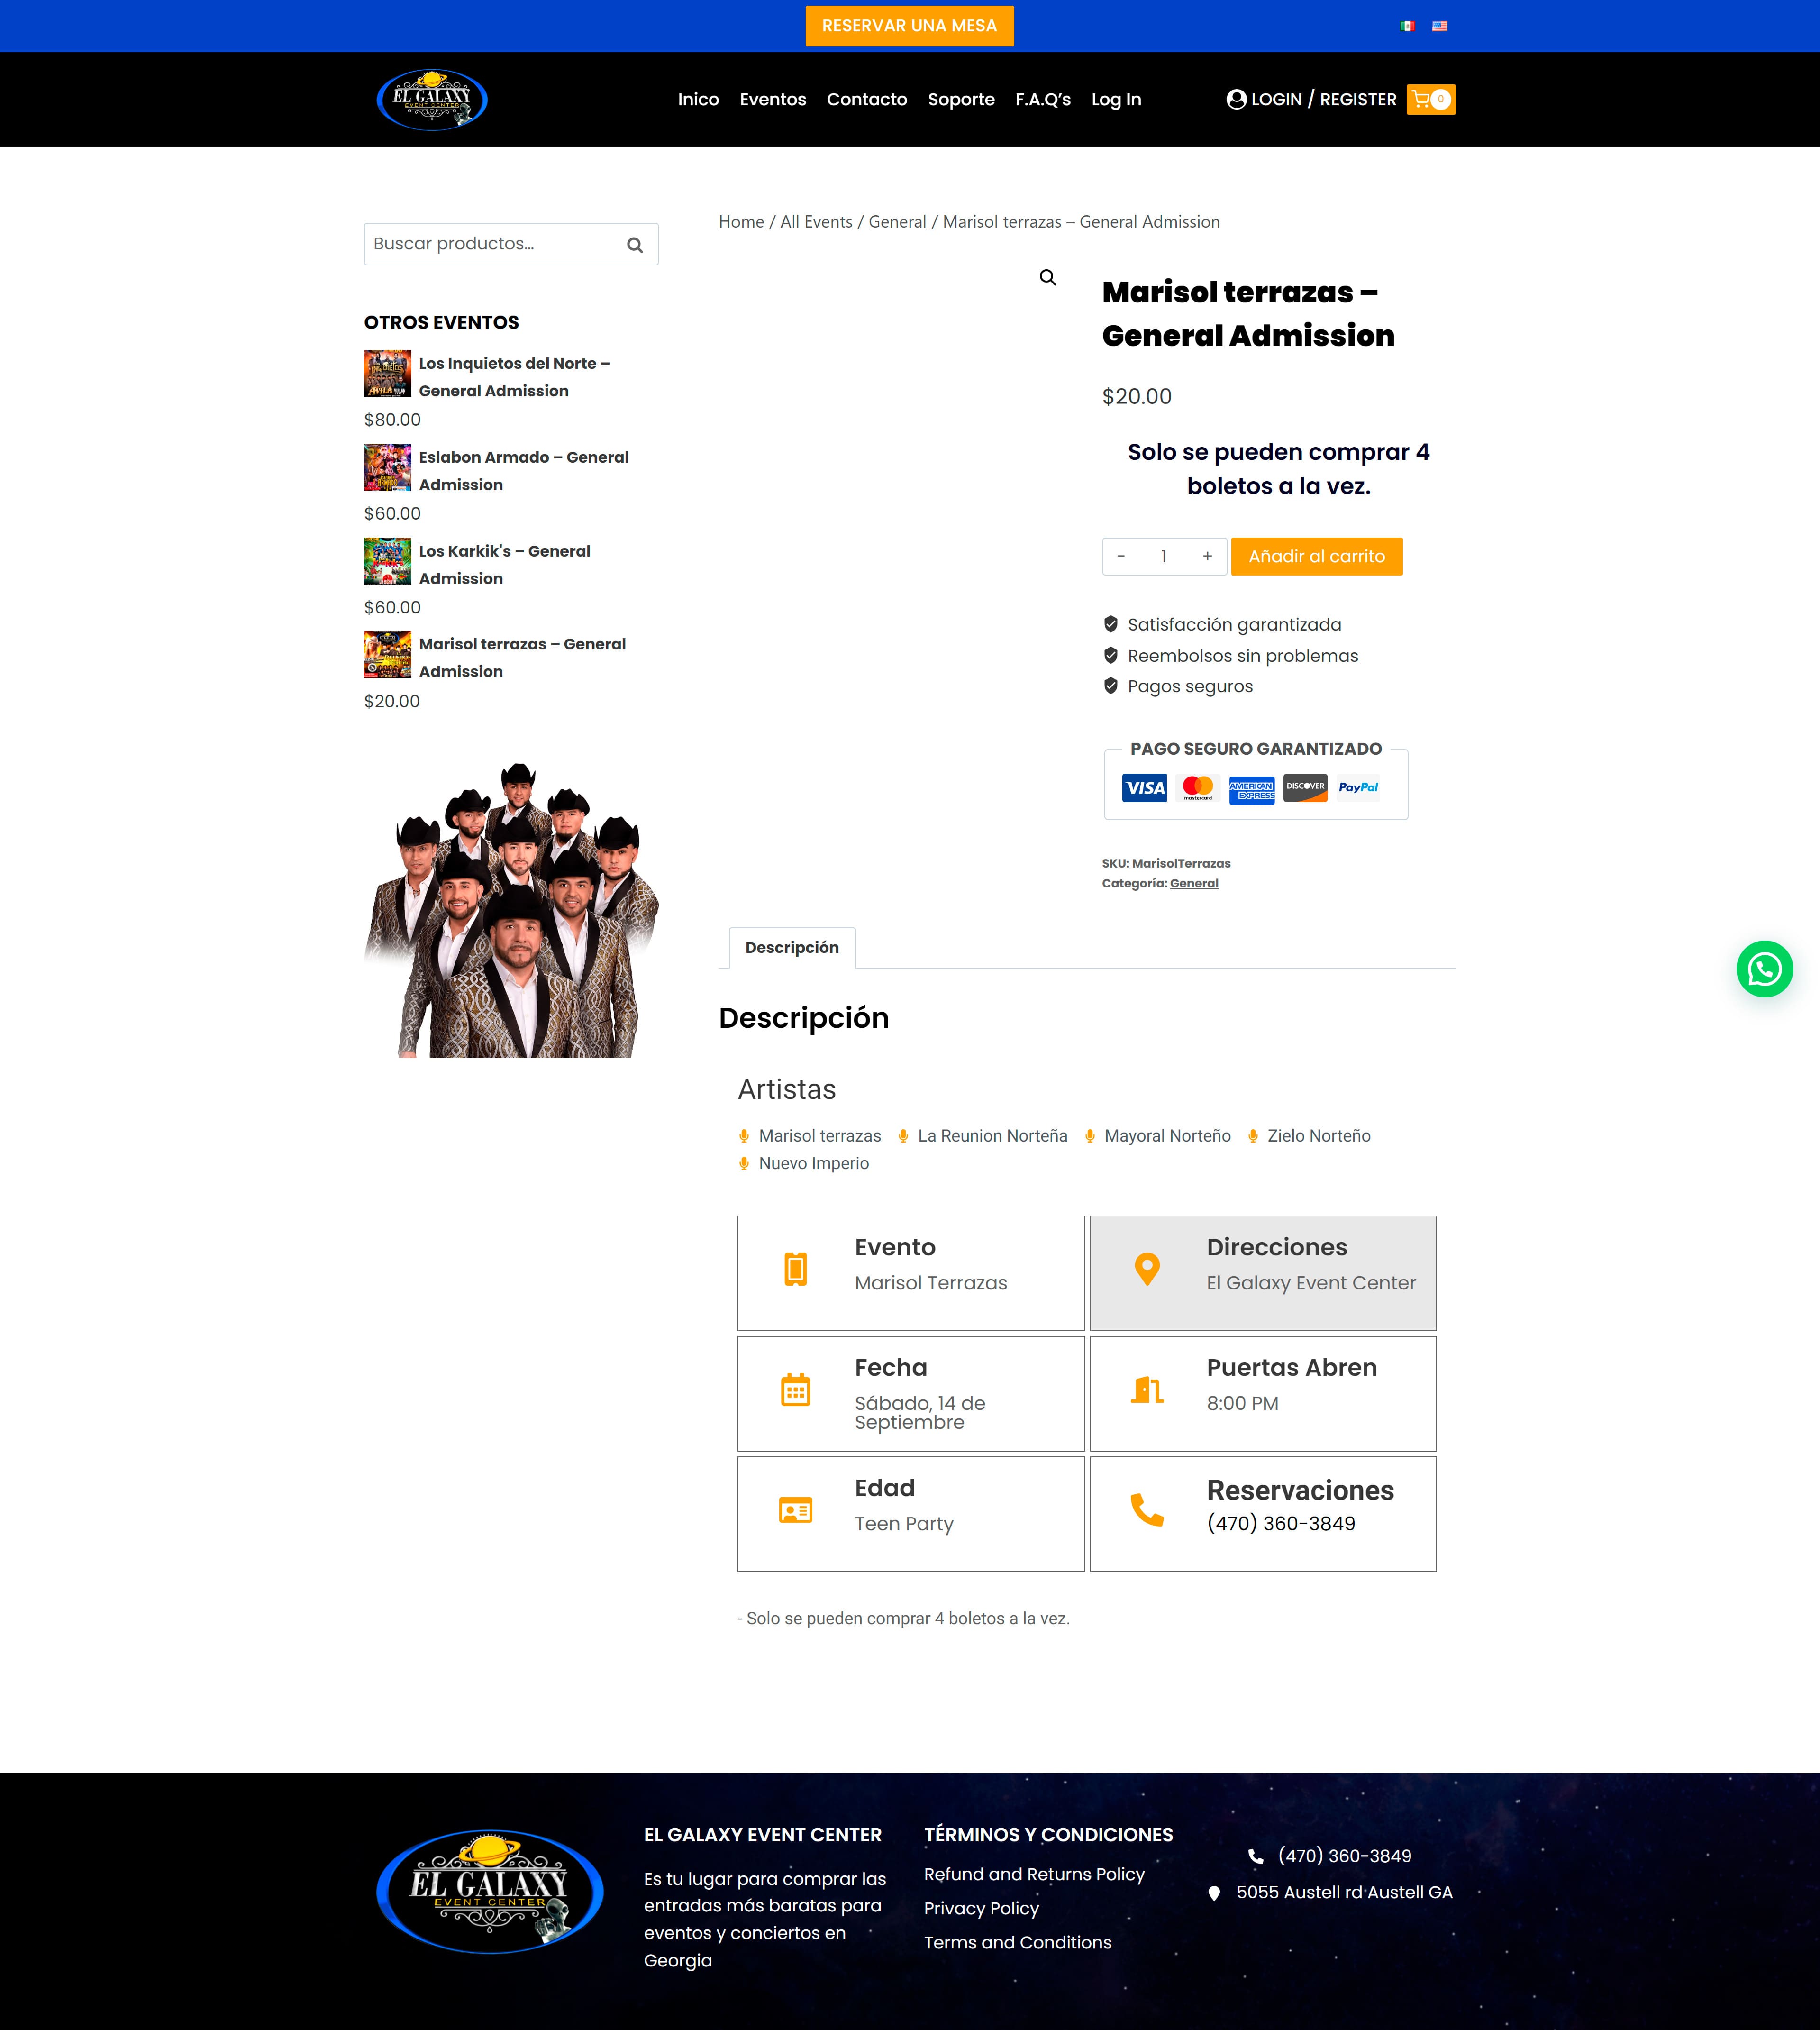 RESERVAR UNA MESA
EL GALAXY
EVENT CENTER
Inico Eventos Contacto Soporte F.A.Q’s Log In
LOGIN / REGISTER 0
Buscar productos...
Home / All Events / General / Marisol terrazas – General Admission
OTROS EVENTOS
Los Inquietos del Norte –
General Admission
$80.00
Eslabon Armado – General
Admission
$60.00
Los Karkik's – General
Admission
$60.00
Marisol terrazas – General
Admission
$20.00
Marisol terrazas –
General Admission
$20.00
Solo se pueden comprar 4
boletos a la vez.
- 1 + Añadir al carrito
Satisfacción garantizada
Reembolsos sin problemas
Pagos seguros
PAGO SEGURO GARANTIZADO
VISA mastercard AMERICAN EXPRESS DISCOVER PayPal
SKU: MarisolTerrazas
Categoría: General
Descripción
Descripción
Artistas
Marisol terrazas La Reunion Norteña Mayoral Norteño Zielo Norteño
Nuevo Imperio
Evento
Marisol Terrazas
Direcciones
El Galaxy Event Center
Fecha
Sábado, 14 de
Septiembre
Puertas Abren
8:00 PM
Edad
Teen Party
Reservaciones
(470) 360-3849
- Solo se pueden comprar 4 boletos a la vez.
EL GALAXY
EVENT CENTER
EL GALAXY EVENT CENTER
Es tu lugar para comprar las
entradas más baratas para
eventos y conciertos en
Georgia
TÉRMINOS Y CONDICIONES
Refund and Returns Policy
Privacy Policy
Terms and Conditions
(470) 360-3849
5055 Austell rd Austell GA